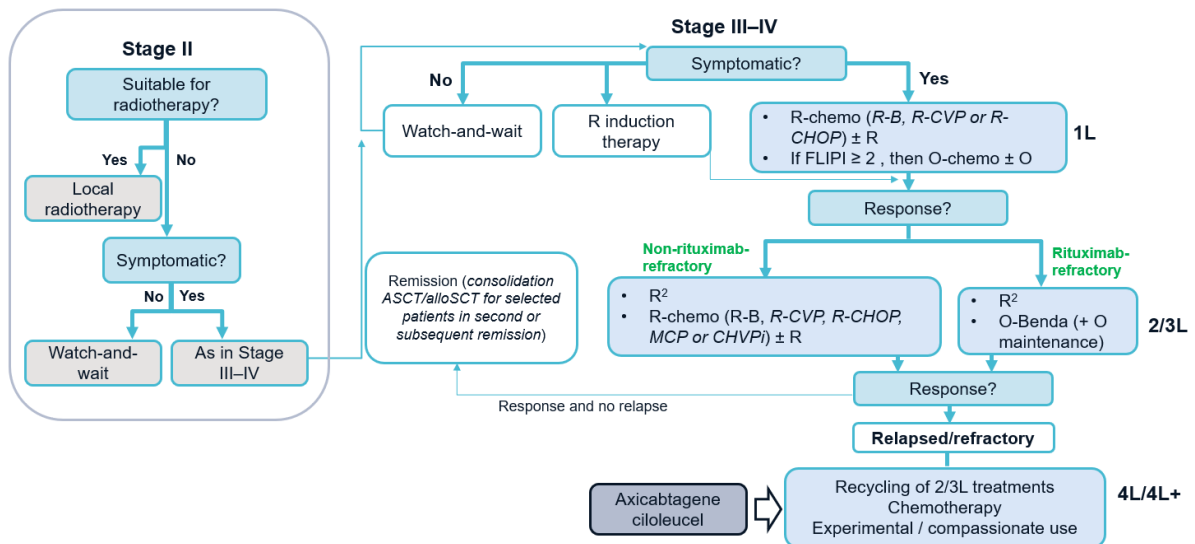 Stage II
Suitable for
radiotherapy?
Yes
No
Local
radiotherapy
Symptomatic?
No
Yes
Watch-and-
wait
As in Stage
III–IV
Stage III–IV
Symptomatic?
No
Yes
Watch-and-wait
R induction
therapy
• R-chemo (R-B, R-CVP or R-
CHOP) ± R
• If FLIPI ≥ 2 , then O-chemo ± O
1L
Response?
Non-rituximab-
refractory
Rituximab-
refractory
Remission (consolidation
ASCT/alloSCT for selected
patients in second or
subsequent remission)
• R²
• R-chemo (R-B, R-CVP, R-CHOP,
MCP or CHVPi) ± R
• R²
• O-Benda (+ O
maintenance)
2/3L
Response?
Response and no relapse
Relapsed/refractory
Axicabtagene
ciloleucel
Recycling of 2/3L treatments
Chemotherapy
Experimental / compassionate use
4L/4L+